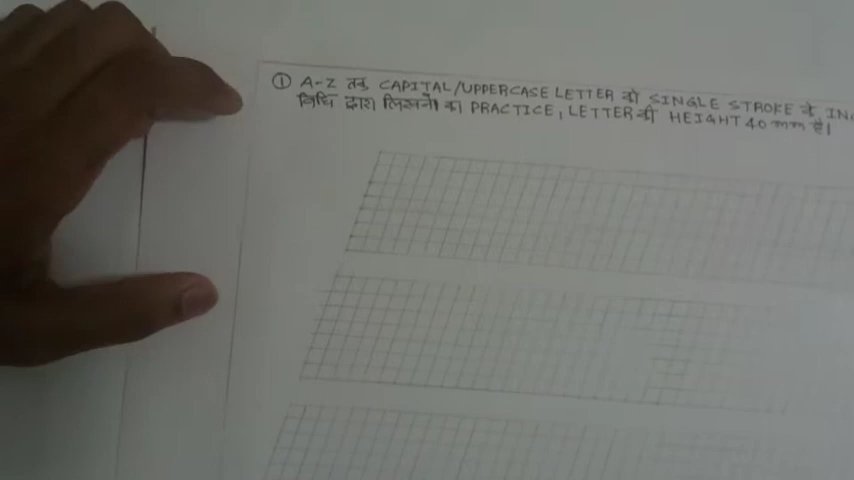 ① A-Z तक CAPITAL/UPPERCASE LETTER को SINGLE STROKE के
विधि द्वारा लिखने का PRACTICE, LETTER की HEIGHT 40 mm है।